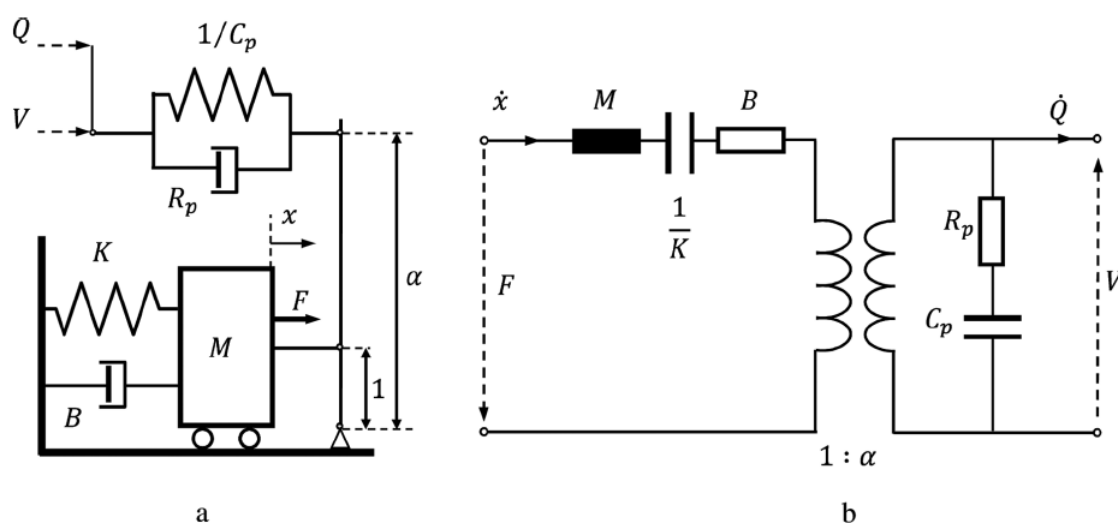 Q
V
1/C_p
R_p
x
K
F
M
B
α
1
a
ẋ
M
B
1/K
F
1 : α
Q̇
R_p
C_p
V
b